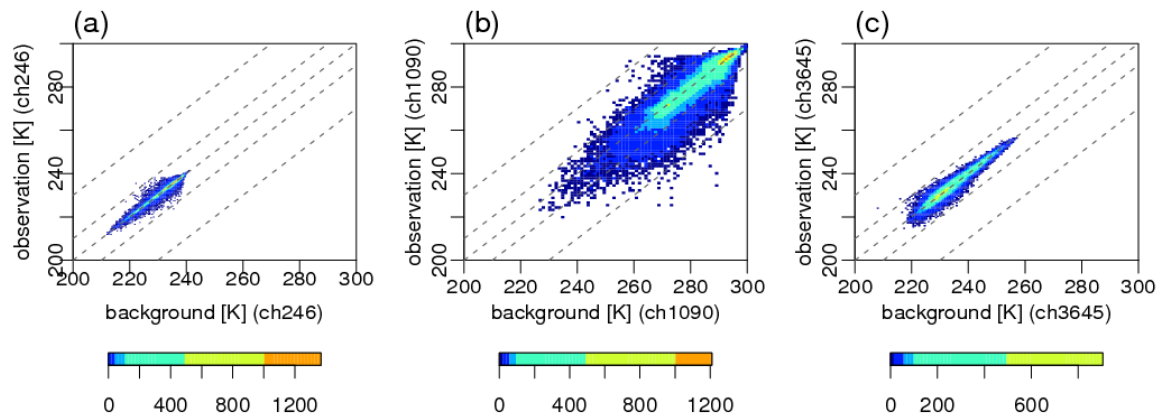 (a)
(b)
(c)
observation [K] (ch246)
200 240 280
200 220 240 260 280 300
background [K] (ch246)
observation [K] (ch1090)
200 240 280
200 220 240 260 280 300
background [K] (ch1090)
observation [K] (ch3645)
200 240 280
200 220 240 260 280 300
background [K] (ch3645)
0 400 800 1200
0 400 800 1200
0 200 600